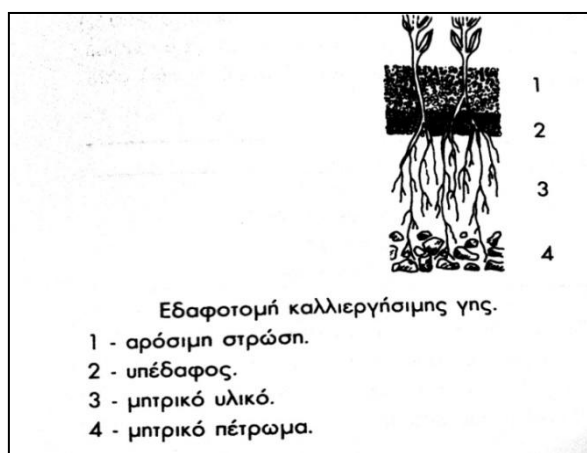 1
2
3
4
Εδαφοτομή καλλιεργήσιμης γης.
1 - αρόσιμη στρώση.
2 - υπέδαφος.
3 - μητρικό υλικό.
4 - μητρικό πέτρωμα.